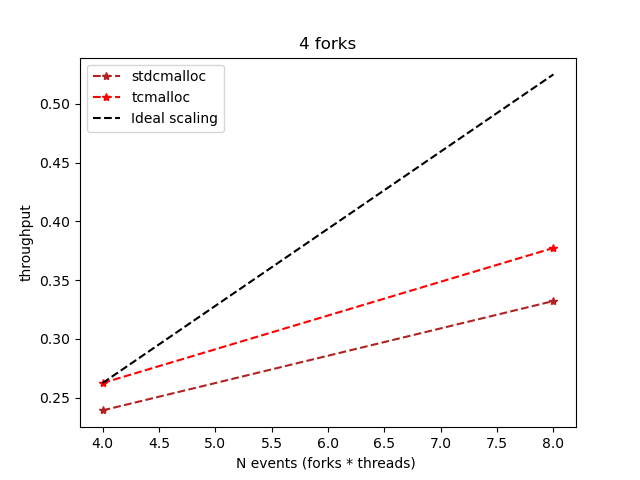 4 forks
stdcmalloc
tcmalloc
Ideal scaling
throughput
0.50
0.45
0.40
0.35
0.30
0.25
4.0 4.5 5.0 5.5 6.0 6.5 7.0 7.5 8.0
N events (forks * threads)